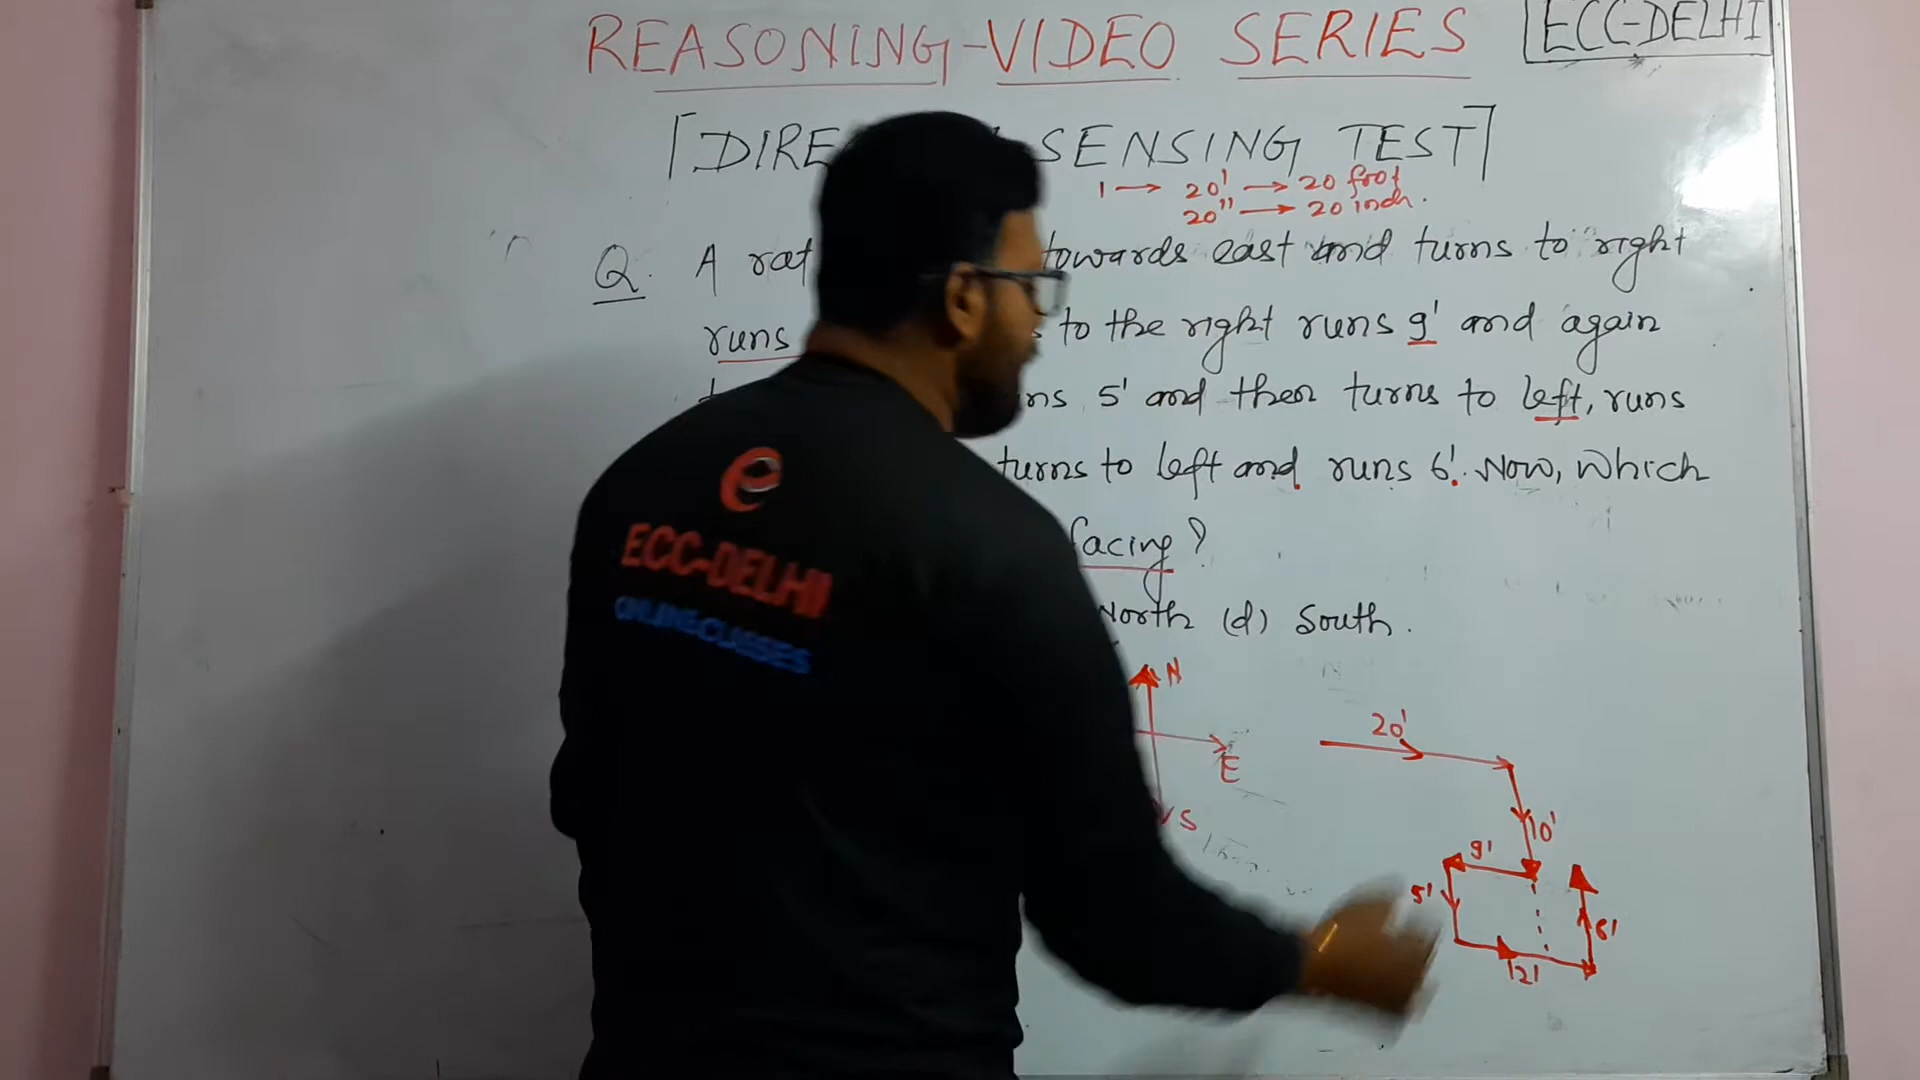 REASONING-VIDEO SERIES
ECC-DELHI
SENSING TEST
1 → 20' → 20 foot
20" → 20 inch.
Q. A rat towards east and turns to right
runs to the right runs 9' and again
5' and then turns to left, runs
turns to left and runs 6'. Now, which
facing?
North (d) South.
N
E
S
20'
10'
9'
5'
12'
6'
e
ECC-DELHI
ONLINE CLASSES